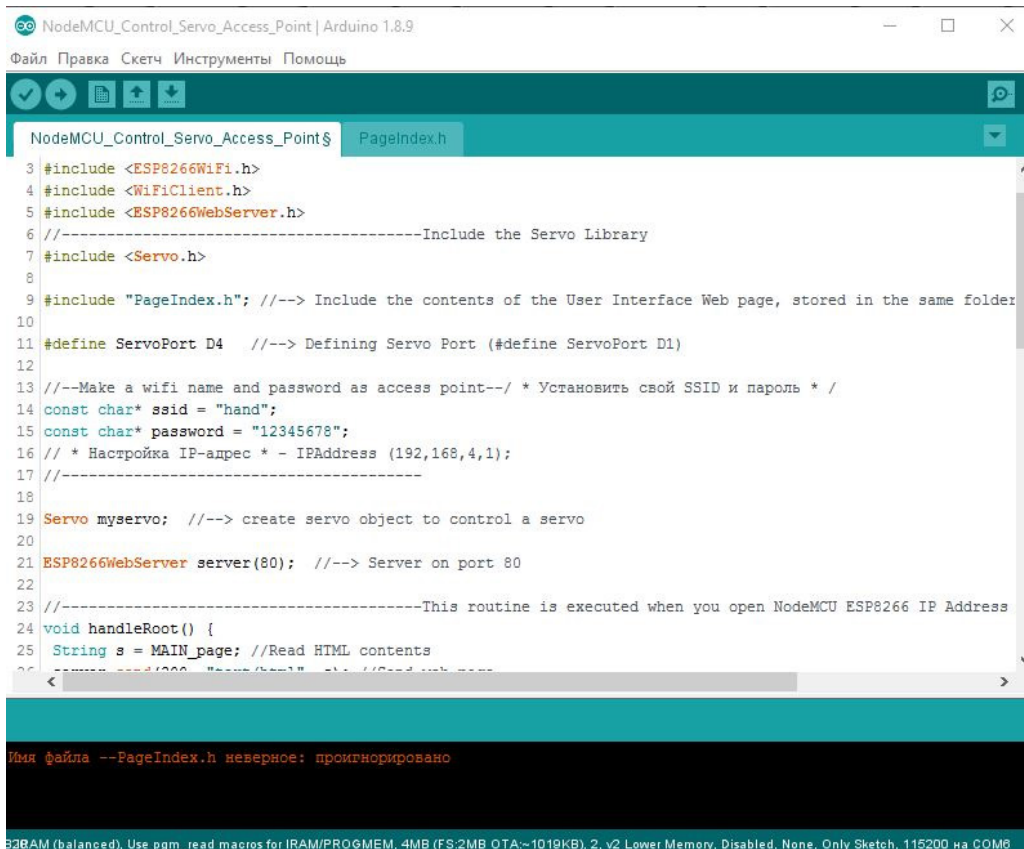 NodeMCU_Control_Servo_Access_Point | Arduino 1.8.9
Файл Правка Скетч Инструменты Помощь
NodeMCU_Control_Servo_Access_Point§ PageIndex.h
3 #include <ESP8266WiFi.h>
4 #include <WiFiClient.h>
5 #include <ESP8266WebServer.h>
6 //----------------------------------------Include the Servo Library
7 #include <Servo.h>
8
9 #include "PageIndex.h"; //--> Include the contents of the User Interface Web page, stored in the same folder
10
11 #define ServoPort D4   //--> Defining Servo Port (#define ServoPort D1)
12
13 //--Make a wifi name and password as access point--/ * Установить свой SSID и пароль * /
14 const char* ssid = "hand";
15 const char* password = "12345678";
16 // * Настройка IP-адрес * - IPAddress (192,168,4,1);
17 //----------------------------------------
18
19 Servo myservo;  //--> create servo object to control a servo
20
21 ESP8266WebServer server(80);  //--> Server on port 80
22
23 //----------------------------------------This routine is executed when you open NodeMCU ESP8266 IP Address
24 void handleRoot() {
25  String s = MAIN_page; //Read HTML contents
Имя файла --PageIndex.h неверное: проигнорировано
(balanced), Use pgm_read macros for IRAM/PROGMEM, 4MB (FS:2MB OTA:~1019KB), 2, v2 Lower Memory, Disabled, None, Only Sketch, 115200 на COM6